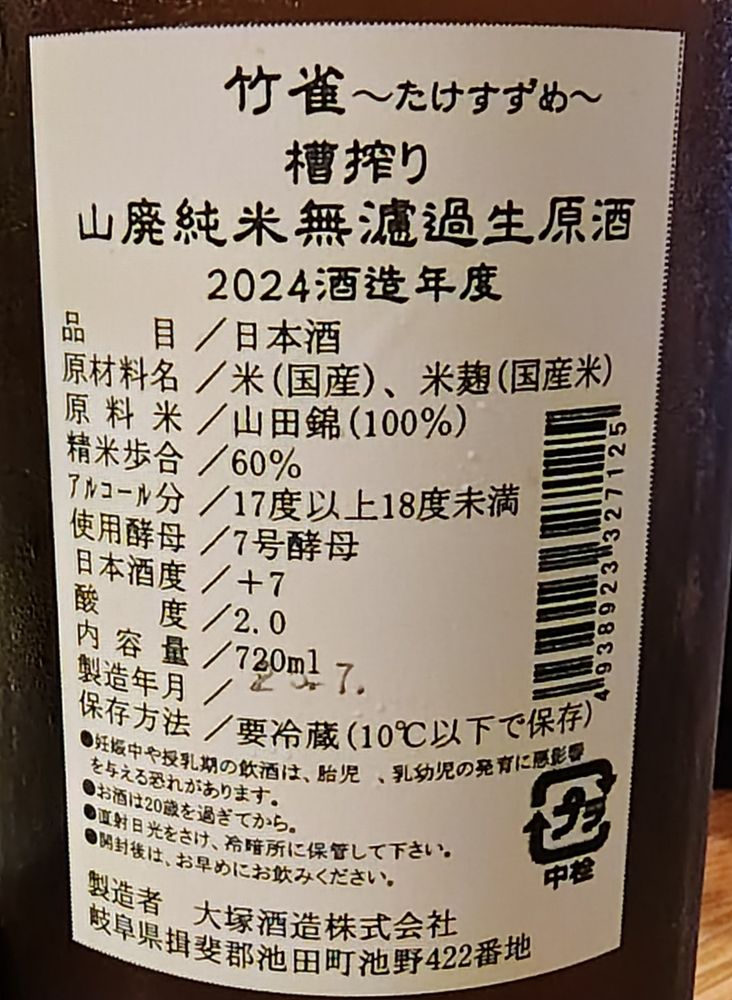 竹雀～たけすずめ～
槽搾り
山廃純米無濾過生原酒
2024酒造年度
品目／日本酒
原材料名／米(国産)、米麹(国産米)
原料米／山田錦(100%)
精米歩合／60%
アルコール分／17度以上18度未満
使用酵母／7号酵母
日本酒度／+7
酸度／2.0
内容量／720ml
製造年月／25.7.
保存方法／要冷蔵(10℃以下で保存)
●妊娠中や授乳期の飲酒は、胎児 、乳幼児の発育に悪影響
を与える恐れがあります。
●お酒は20歳を過ぎてから。
●直射日光をさけ、冷暗所に保管して下さい。
●開封後は、お早めにお飲みください。
製造者 大塚酒造株式会社
岐阜県揖斐郡池田町池野422番地
4938923327125
プラ
中栓